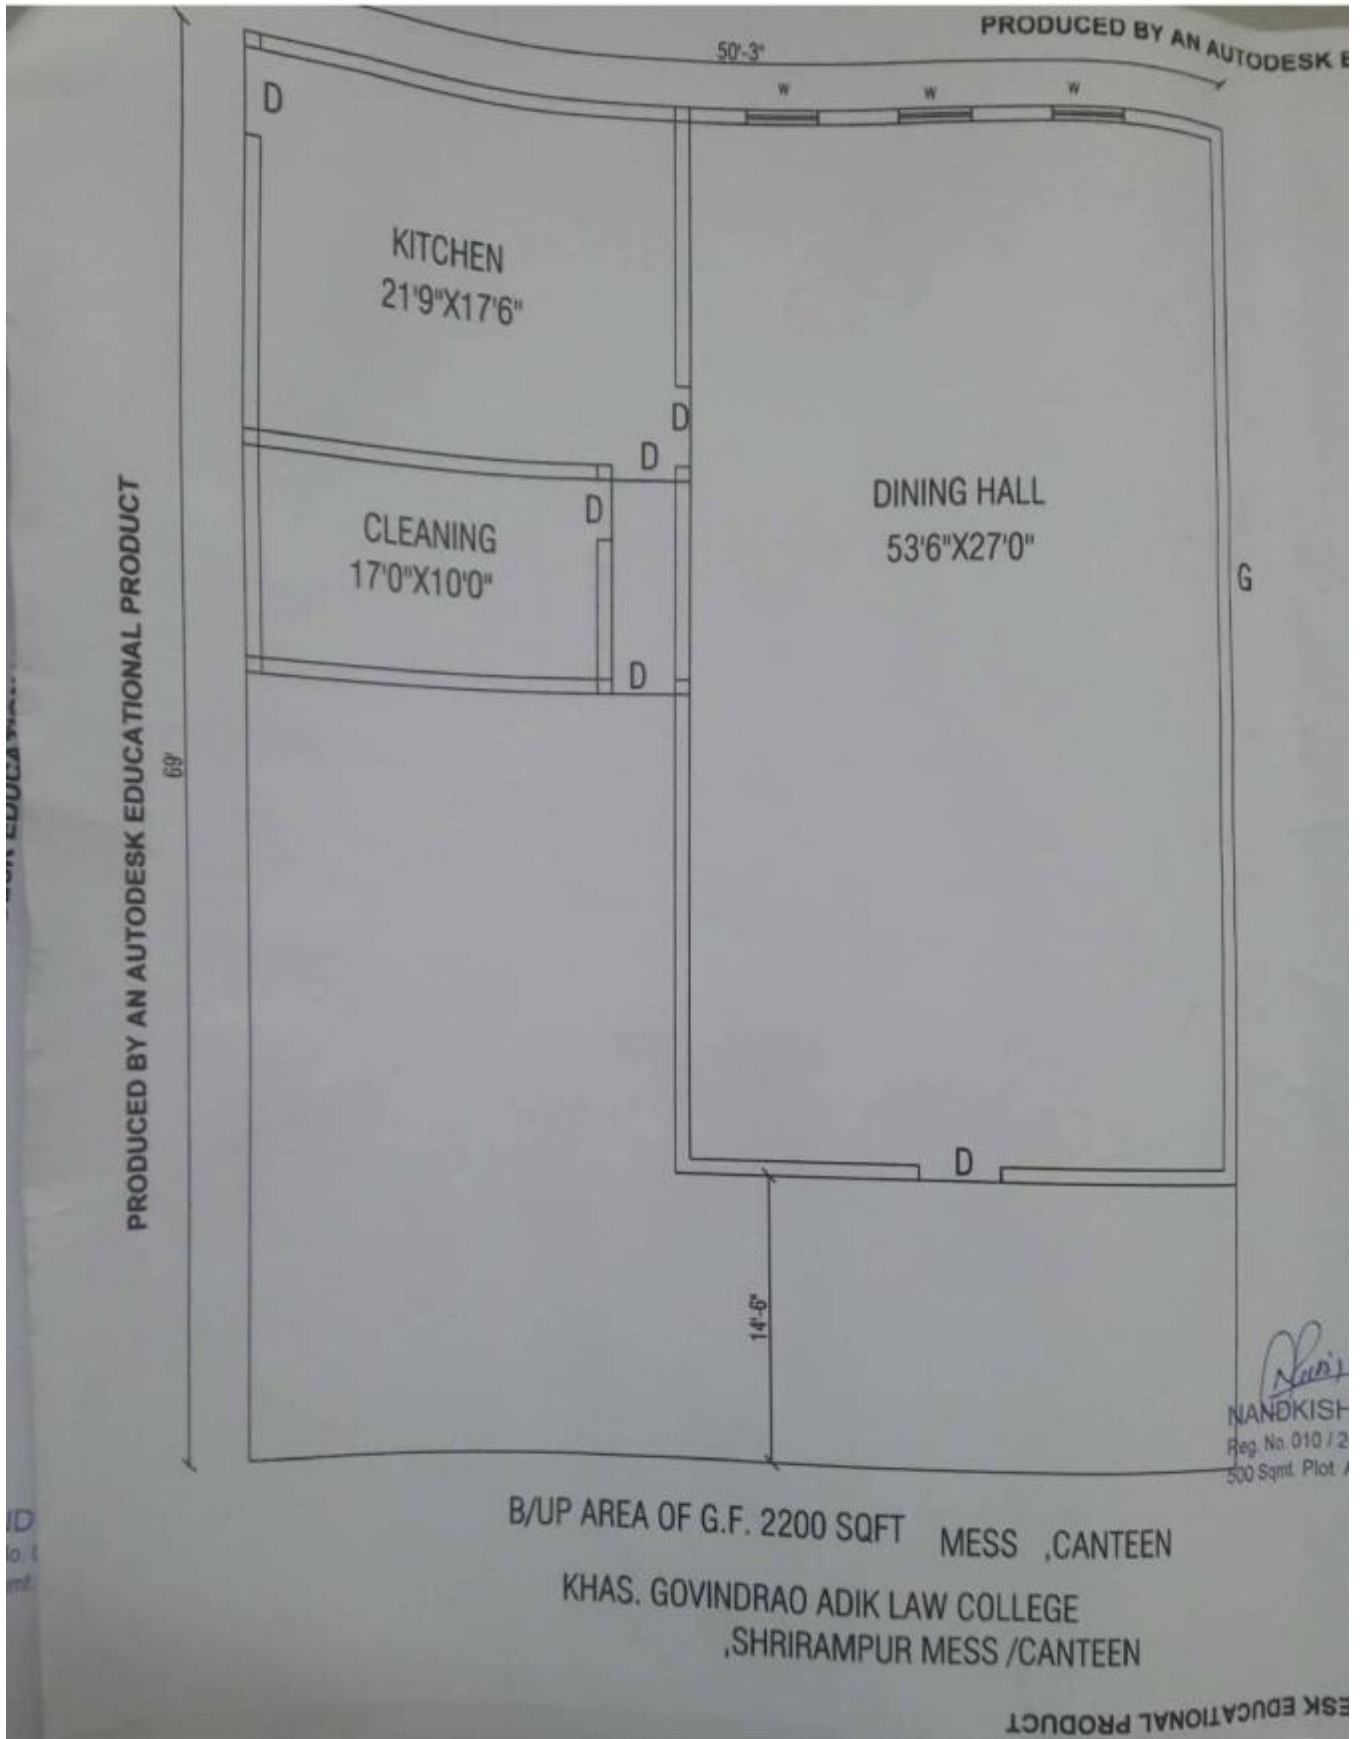 PRODUCED BY AN AUTODESK E
50'-3"
W
W
W
D
KITCHEN
21'9"X17'6"
D
D
D
CLEANING
17'0"X10'0"
D
DINING HALL
53'6"X27'0"
G
PRODUCED BY AN AUTODESK EDUCATIONAL PRODUCT
69'
D
14'-6"
NANDKISH
Reg. No. 010 / 2
500 Sqmt. Plot A
B/UP AREA OF G.F. 2200 SQFT MESS ,CANTEEN
KHAS. GOVINDRAO ADIK LAW COLLEGE
,SHRIRAMPUR MESS /CANTEEN
ESK EDUCATIONAL PRODUCT